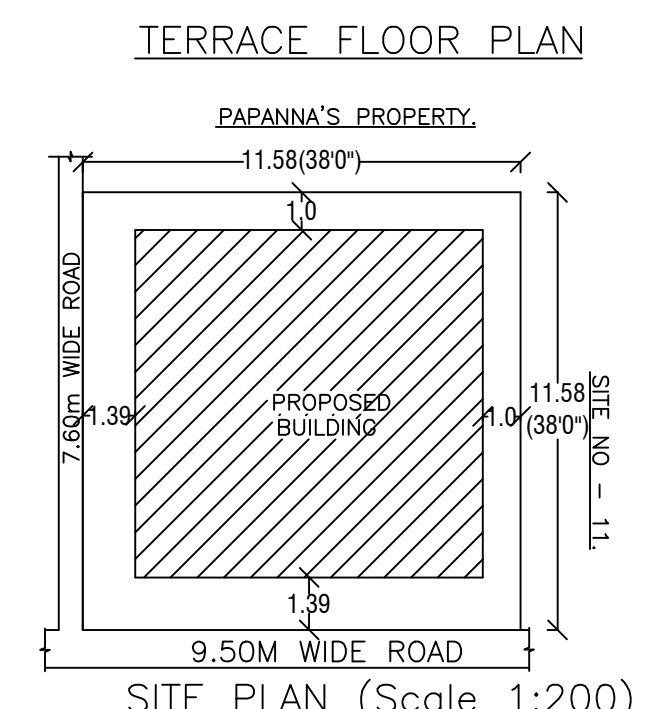 TERRACE FLOOR PLAN
PAPANNA'S PROPERTY.
11.58(38'0")
1.0
7.60m WIDE ROAD
1.39
PROPOSED
BUILDING
1.0
11.58
(38'0")
SITE NO - 11.
1.39
9.50M WIDE ROAD
SITE PLAN (Scale 1:200)